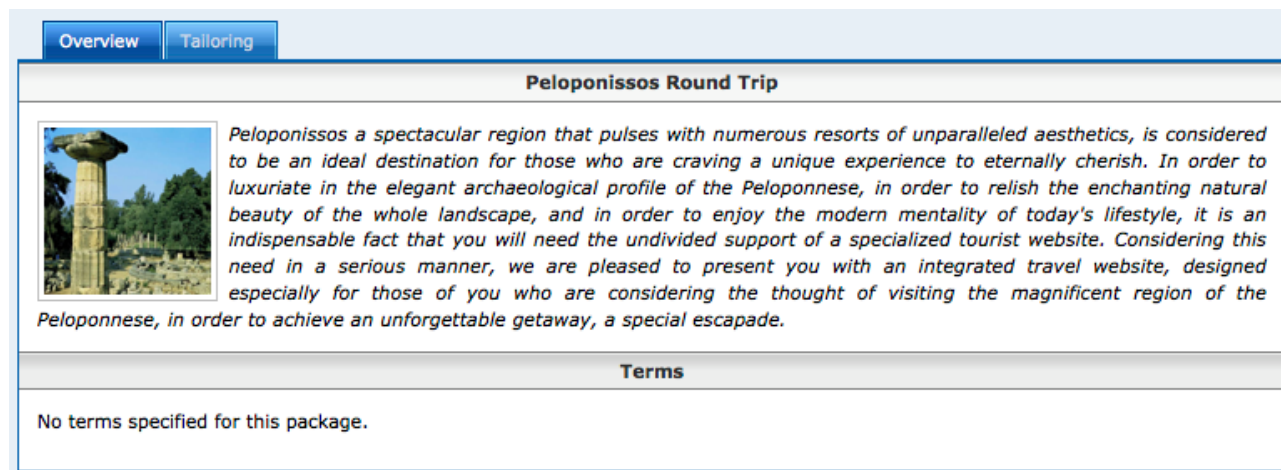 Overview Tailoring
Peloponissos Round Trip
Peloponissos a spectacular region that pulses with numerous resorts of unparalleled aesthetics, is considered
to be an ideal destination for those who are craving a unique experience to eternally cherish. In order to
luxuriate in the elegant archaeological profile of the Peloponnese, in order to relish the enchanting natural
beauty of the whole landscape, and in order to enjoy the modern mentality of today's lifestyle, it is an
indispensable fact that you will need the undivided support of a specialized tourist website. Considering this
need in a serious manner, we are pleased to present you with an integrated travel website, designed
especially for those of you who are considering the thought of visiting the magnificent region of the
Peloponnese, in order to achieve an unforgettable getaway, a special escapade.
Terms
No terms specified for this package.